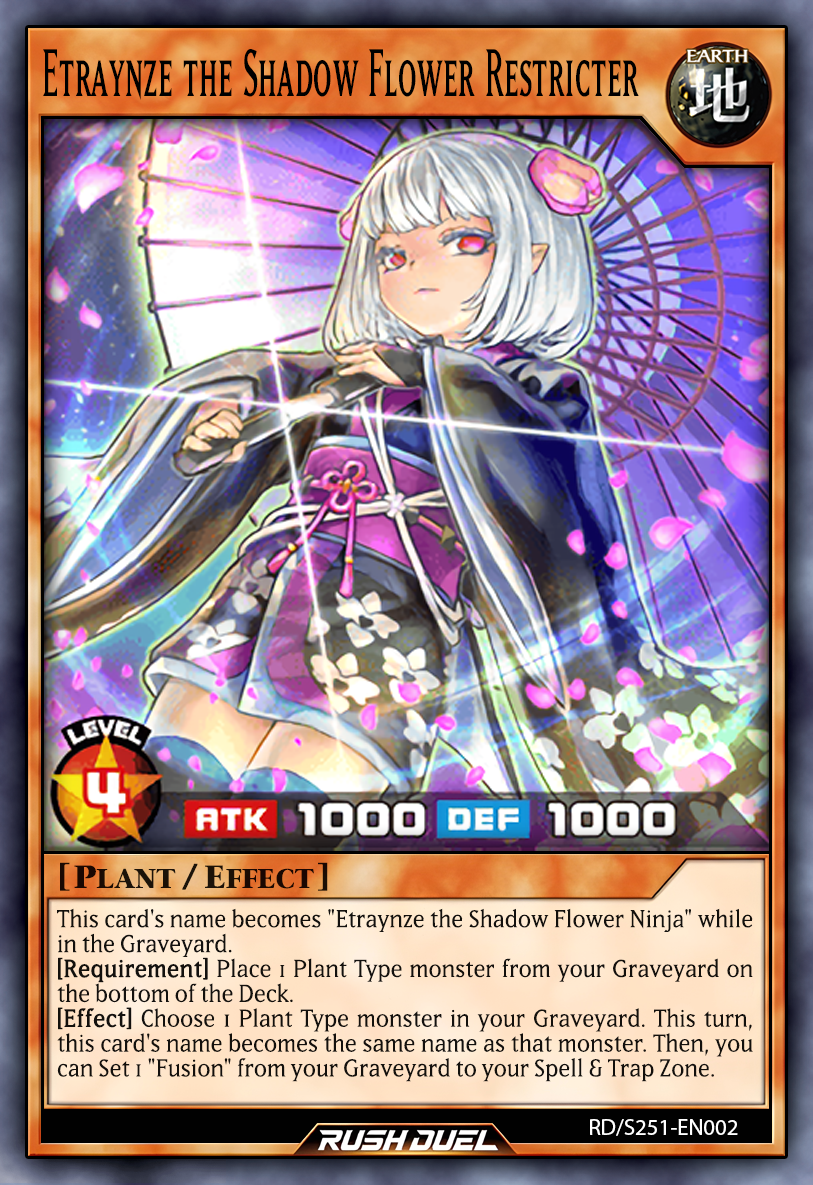 Etraynze the Shadow Flower Restricter
EARTH
地
LEVEL
4
ATK 1000 DEF 1000
[Plant / Effect]
This card's name becomes "Etraynze the Shadow Flower Ninja" while
in the Graveyard.
[Requirement] Place 1 Plant Type monster from your Graveyard on
the bottom of the Deck.
[Effect] Choose 1 Plant Type monster in your Graveyard. This turn,
this card's name becomes the same name as that monster. Then, you
can Set 1 "Fusion" from your Graveyard to your Spell & Trap Zone.
RD/S251-EN002
RUSH DUEL